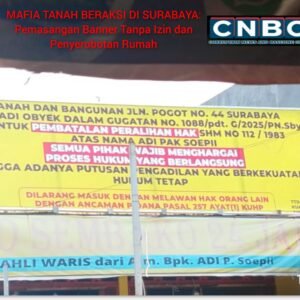 MAFIA TANAH BERAKSI DI SURABAYA:
Pemasangan Banner Tanpa Izin dan
Penyerobotan Rumah
CNBC
TANAH DAN BANGUNAN JLN. POGOT NO. 44 SURABAYA
ADI OBYEK DALAM GUGATAN NO. 1088/pdt. G/2025/PN.Sby
UNTUK PEMBATALAN PERALIHAN HAK SHM NO 112 / 1983
ATAS NAMA ADI PAK SOEPII
SEMUA PIHAK WAJIB MENGHARGAI
PROSES HUKUM YANG BERLANGSUNG
GGA ADANYA PUTUSAN PENGADILAN YANG BERKEKUATAN
HUKUM TETAP
DILARANG MASUK DENGAN MELAWAN HAK ORANG LAIN
DENGAN ANCAMAN PIDANA PASAL 257 AYAT(1) KUHP
AHLI WARIS dari Alm. Bpk. ADI P. Soepii